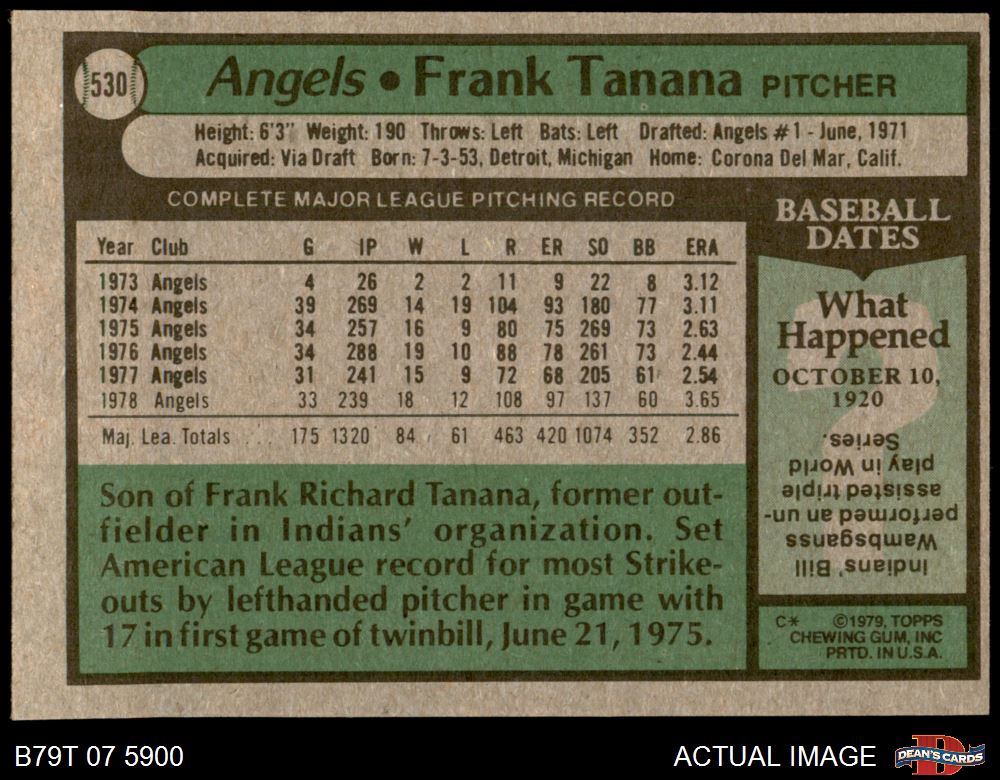 530
Angels • Frank Tanana PITCHER
Height: 6'3" Weight: 190 Throws: Left Bats: Left Drafted: Angels #1 - June, 1971
Acquired: Via Draft Born: 7-3-53, Detroit, Michigan Home: Corona Del Mar, Calif.
COMPLETE MAJOR LEAGUE PITCHING RECORD
Year Club G IP W L R ER SO BB ERA
1973 Angels 4 26 2 2 11 9 22 8 3.12
1974 Angels 39 269 14 19 104 93 180 77 3.11
1975 Angels 34 257 16 9 80 75 269 73 2.63
1976 Angels 34 288 19 10 88 78 261 73 2.44
1977 Angels 31 241 15 9 72 68 205 61 2.54
1978 Angels 33 239 18 12 108 97 137 60 3.65
Maj. Lea. Totals ... 175 1320 84 61 463 420 1074 352 2.86
Son of Frank Richard Tanana, former out-
fielder in Indians' organization. Set
American League record for most Strike-
outs by lefthanded pitcher in game with
17 in first game of twinbill, June 21, 1975.
BASEBALL
DATES
What
Happened
OCTOBER 10,
1920
?
Indians' Bill
Wambsganss
performed an un-
assisted triple
play in World
Series.
C* ©1979, TOPPS
CHEWING GUM, INC
PRTD. IN U.S.A.
B79T 07 5900
ACTUAL IMAGE
D
DEAN'S CARDS